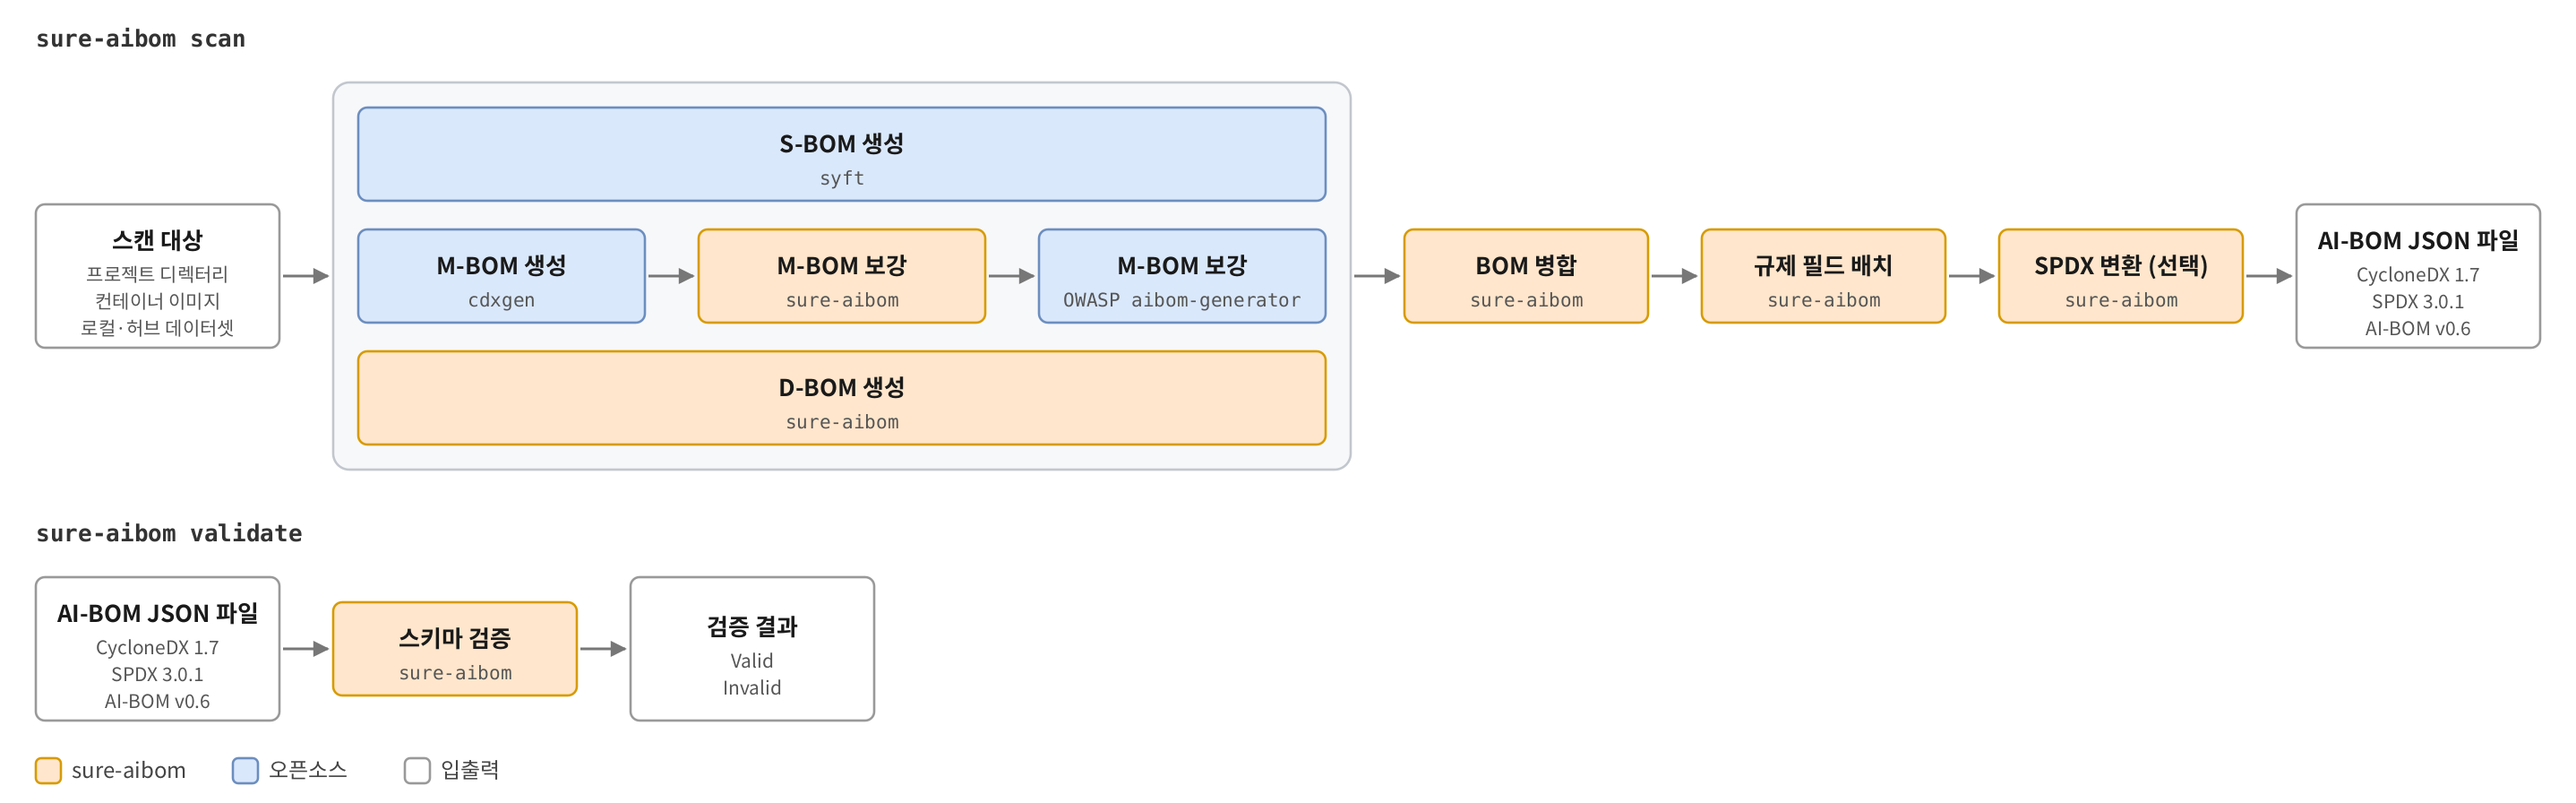 sure-aibom scan
스캔 대상
프로젝트 디렉터리
컨테이너 이미지
로컬·허브 데이터셋
S-BOM 생성
syft
M-BOM 생성
cdxgen
M-BOM 보강
sure-aibom
M-BOM 보강
OWASP aibom-generator
D-BOM 생성
sure-aibom
BOM 병합
sure-aibom
규제 필드 배치
sure-aibom
SPDX 변환 (선택)
sure-aibom
AI-BOM JSON 파일
CycloneDX 1.7
SPDX 3.0.1
AI-BOM v0.6
sure-aibom validate
AI-BOM JSON 파일
CycloneDX 1.7
SPDX 3.0.1
AI-BOM v0.6
스키마 검증
sure-aibom
검증 결과
Valid
Invalid
sure-aibom
오픈소스
입출력